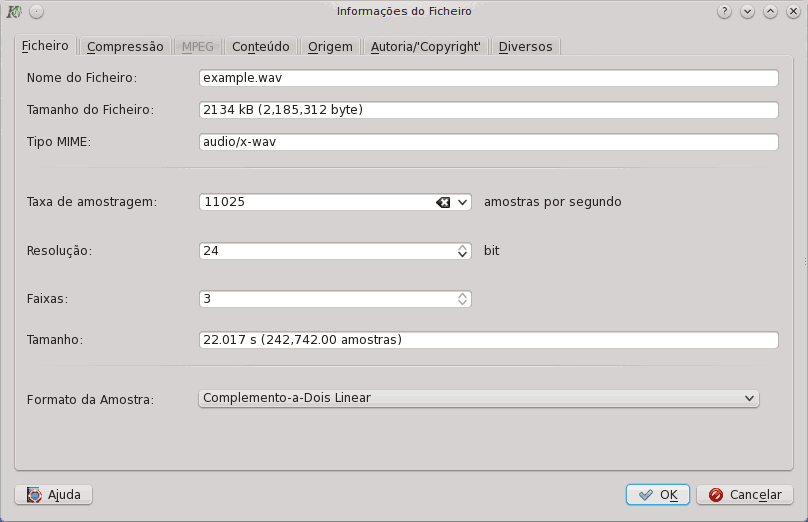 Informações do Ficheiro
Ficheiro Compressão MPEG Conteúdo Origem Autoria/'Copyright' Diversos
Nome do Ficheiro: example.wav
Tamanho do Ficheiro: 2134 kB (2,185,312 byte)
Tipo MIME: audio/x-wav
Taxa de amostragem: 11025 amostras por segundo
Resolução: 24 bit
Faixas: 3
Tamanho: 22.017 s (242,742.00 amostras)
Formato da Amostra: Complemento-a-Dois Linear
Ajuda OK Cancelar